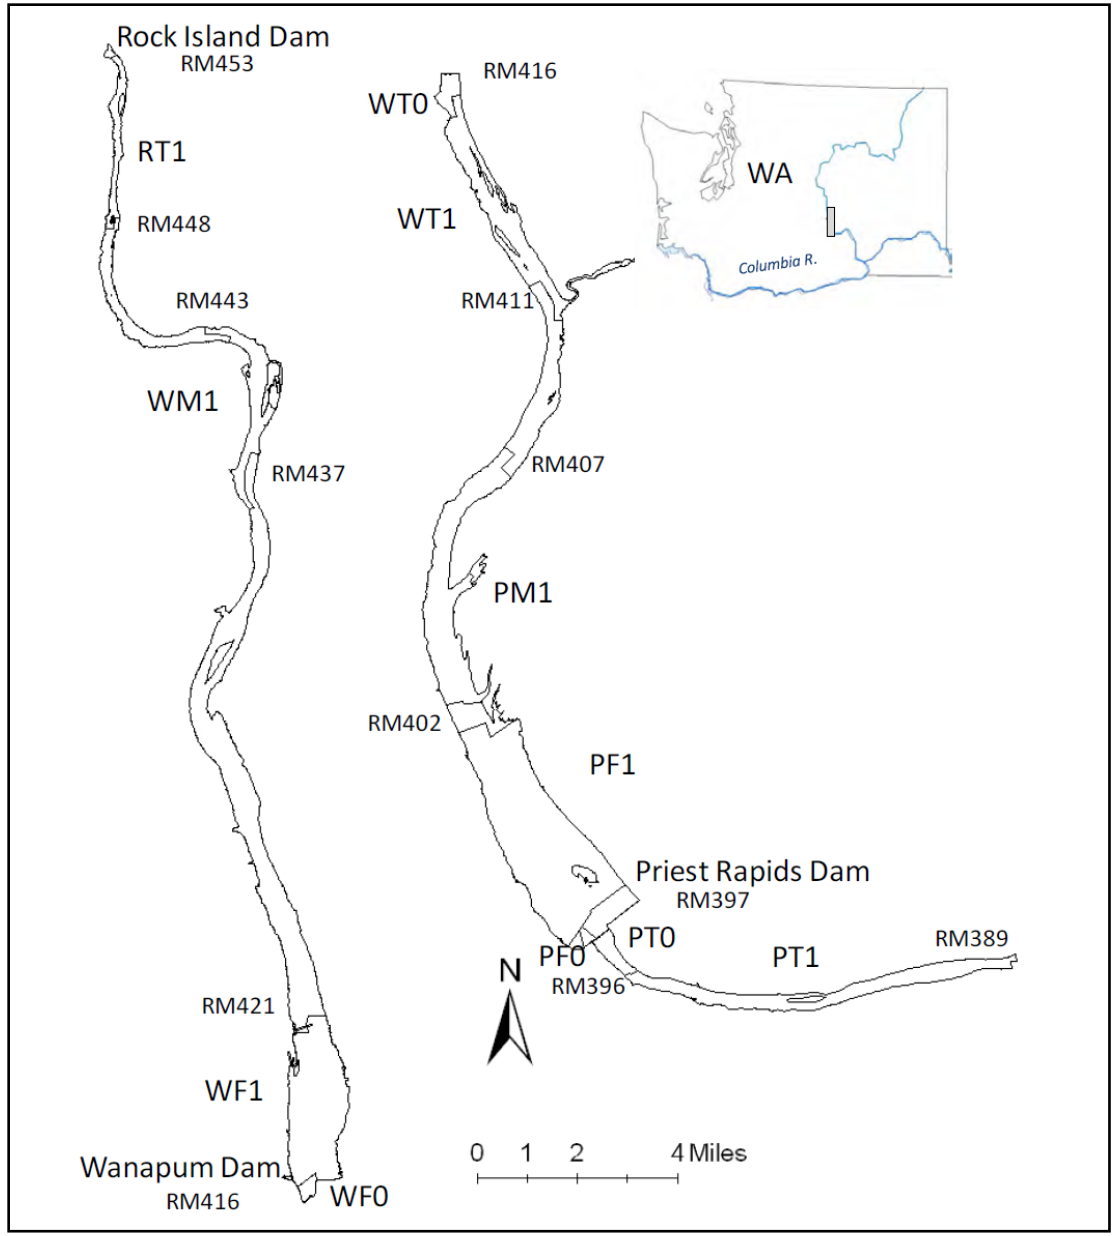 Rock Island Dam
RM453
RT1
RM448
RM443
WM1
RM437
RM421
WF1
Wanapum Dam
RM416
WF0
RM416
WT0
WT1
RM411
RM407
PM1
RM402
PF1
Priest Rapids Dam
RM397
PF0
PT0
RM396
PT1
RM389
WA
Columbia R.
N
0 1 2 4 Miles